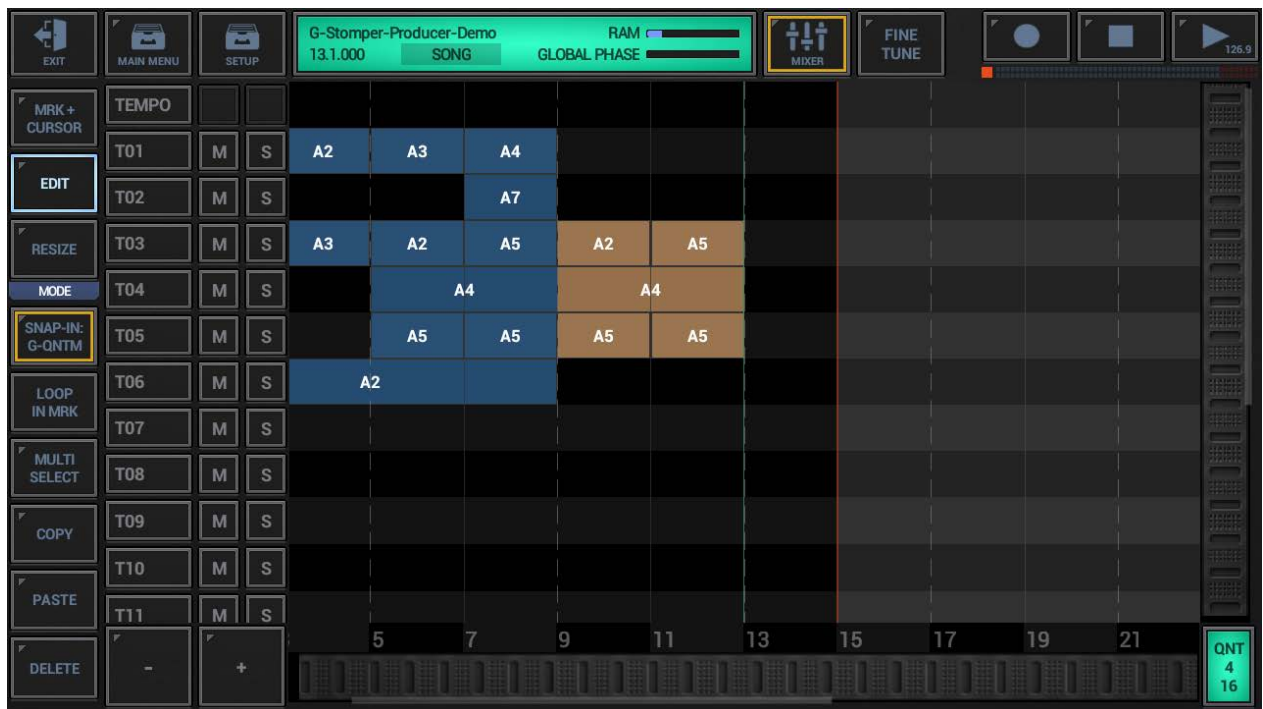 EXIT
MAIN MENU
SETUP
G-Stomper-Producer-Demo
RAM
13.1.000
SONG
GLOBAL PHASE
MIXER
FINE
TUNE
126.9
MRK +
CURSOR
TEMPO
T01 M S A2 A3 A4
EDIT
T02 M S A7
RESIZE
T03 M S A3 A2 A5 A2 A5
MODE
T04 M S A4 A4
SNAP-IN:
G-QNTM
T05 M S A5 A5 A5 A5
LOOP
IN MRK
T06 M S A2
T07 M S
MULTI
SELECT
T08 M S
COPY
T09 M S
T10 M S
PASTE
T11 M S
5 7 9 11 13 15 17 19 21
DELETE
- +
QNT
4
16